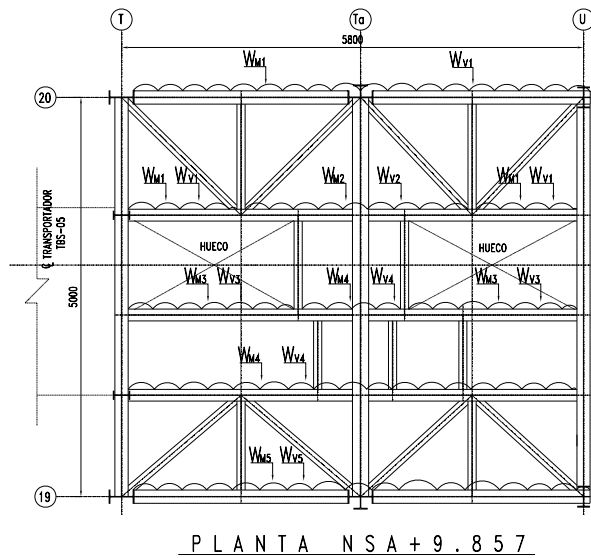 T Ta U
5800
WM1 WV1
20
WM1 WV1 WM2 WV2 WM1 WV1
℄ TRANSPORTADOR
TBS-05
HUECO HUECO
5000
WM3 WV3 WM4 WV4 WM3 WV3
WM4 WV4
WM5 WV5
19
PLANTA NSA+9.857